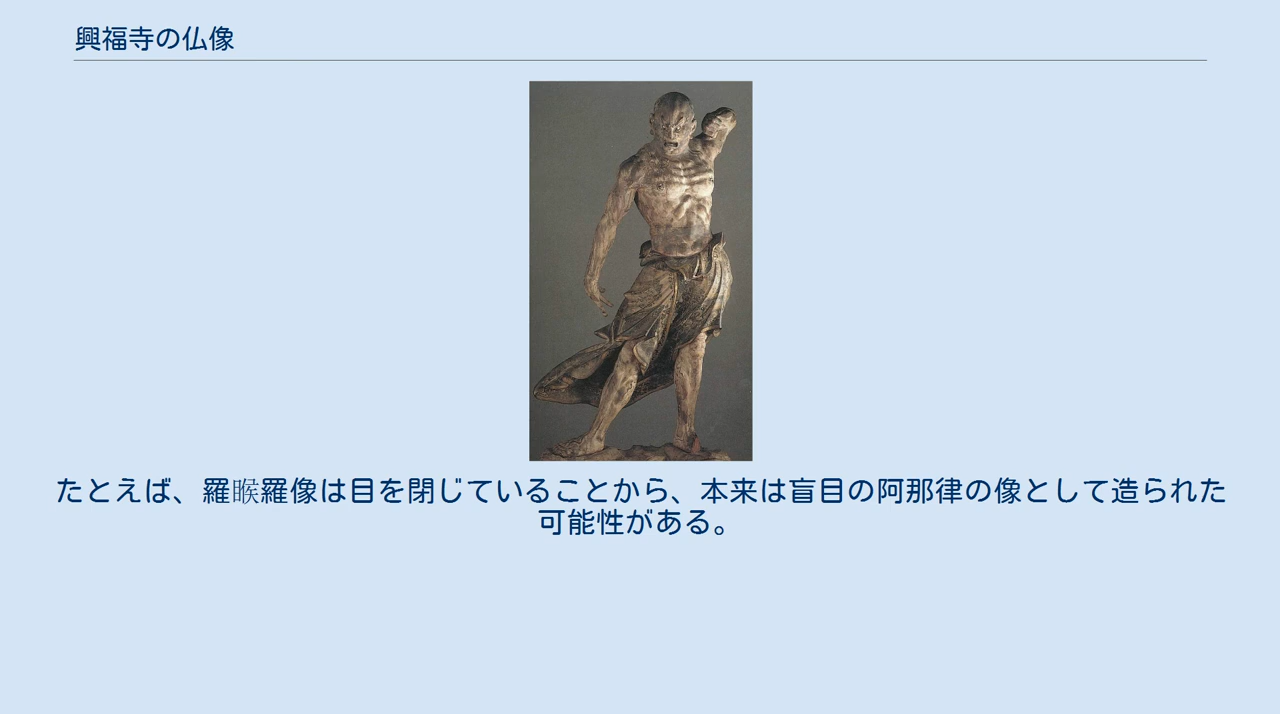 興福寺の仏像
たとえば、羅睺羅像は目を閉じていることから、本来は盲目の阿那律の像として造られた
可能性がある。